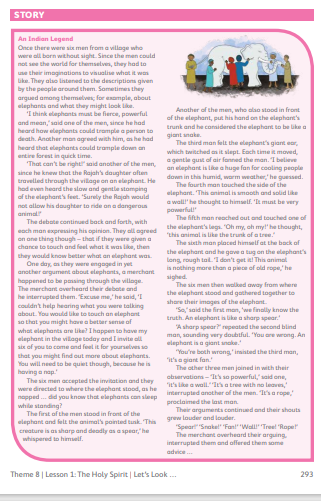 STORY
An Indian Legend
Once there were six men from a village who
were all born without sight. Since the men could
not see the world for themselves, they had to
use their imaginations to visualise what it was
like. They also listened to the descriptions given
by the people around them. Sometimes they
argued among themselves; for example, about
elephants and what they might look like.
'I think elephants must be fierce, powerful
and mean,' said one of the men, since he had
heard how elephants could trample a person to
death. Another man agreed with him, as he had
heard that elephants could trample down an
entire forest in quick time.
'That can't be right!' said another of the men,
since he knew that the Rajah's daughter often
travelled through the village on an elephant. He
had even heard the slow and gentle stamping
of the elephant's feet. 'Surely the Rajah would
not allow his daughter to ride on a dangerous
animal?'
The debate continued back and forth, with
each man expressing his opinion. They all agreed
on one thing though – that if they were given a
chance to touch and feel what it was like, then
they would know better what an elephant was.
One day, as they were engaged in yet
another argument about elephants, a merchant
happened to be passing through the village.
The merchant overheard their debate and
he interrupted them. 'Excuse me,' he said, 'I
couldn't help hearing what you were talking
about. You would like to touch an elephant
so that you might have a better sense of
what elephants are like? I happen to have my
elephant in the village today and I invite all
six of you to come and feel it for yourselves so
that you might find out more about elephants.
You will need to be quiet though, because he is
having a nap.'
The six men accepted the invitation and they
were directed to where the elephant stood, as he
napped … did you know that elephants can sleep
while standing?
The first of the men stood in front of the
elephant and felt the animal's pointed tusk. 'This
creature is as sharp and deadly as a spear,' he
whispered to himself.
Another of the men, who also stood in front
of the elephant, put his hand on the elephant's
trunk and he considered the elephant to be like a
giant snake.
The third man felt the elephant's giant ear,
which twitched as it slept. Each time it moved,
a gentle gust of air fanned the man. 'I believe
an elephant is like a huge fan for cooling people
down in this humid, warm weather,' he guessed.
The fourth man touched the side of the
elephant. 'This animal is smooth and solid like
a wall!' he thought to himself. 'It must be very
powerful!'
The fifth man reached out and touched one of
the elephant's legs. 'Oh my, oh my!' he thought,
'this animal is like the trunk of a tree.'
The sixth man placed himself at the back of
the elephant and he gave a tug on the elephant's
long, rough tail. 'I don't get it! This animal
is nothing more than a piece of old rope,' he
sighed.
The six men then walked away from where
the elephant stood and gathered together to
share their images of the elephant.
'So,' said the first man, 'we finally know the
truth. An elephant is like a sharp spear.'
'A sharp spear?' repeated the second blind
man, sounding very doubtful. 'You are wrong. An
elephant is a giant snake.'
'You're both wrong,' insisted the third man,
'it's a giant fan.'
The other three men joined in with their
observations – 'It's so powerful,' said one,
'it's like a wall.' 'It's a tree with no leaves,'
interrupted another of the men. 'It's a rope,'
proclaimed the last man.
Their arguments continued and their shouts
grew louder and louder.
'Spear!' 'Snake!' 'Fan!' 'Wall!' 'Tree!' 'Rope!'
The merchant overheard their arguing,
interrupted them and offered them some
advice …
Theme 8 | Lesson 1: The Holy Spirit | Let's Look …
293